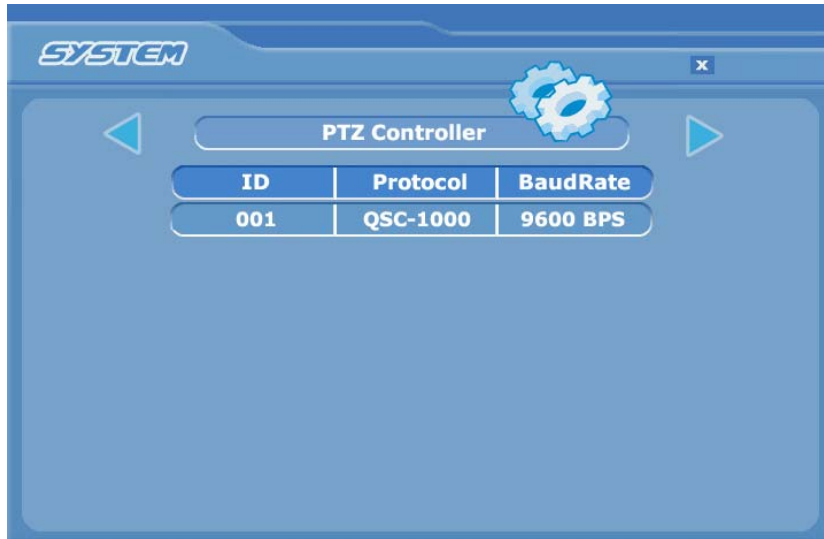 SYSTEM
x
PTZ Controller
ID Protocol BaudRate
001 QSC-1000 9600 BPS